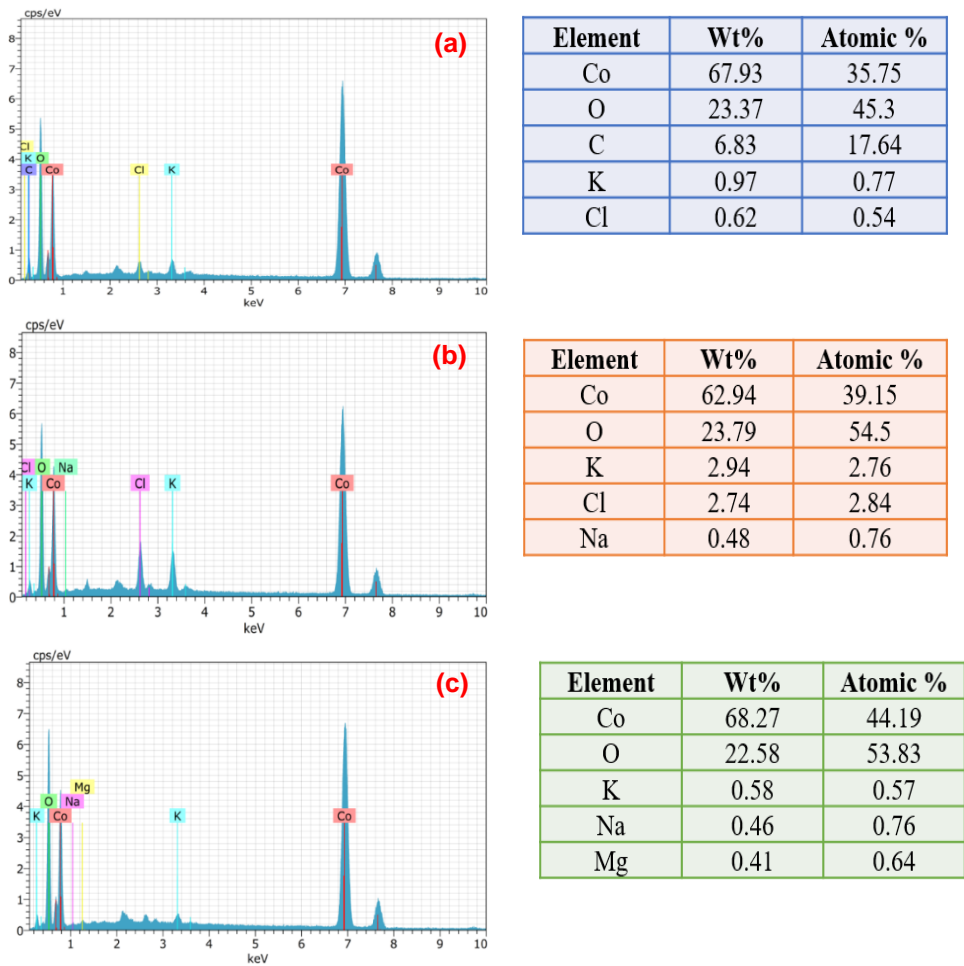 cps/eV
(a)
8
7
6
5
4
3
2
1
0
Cl
K O
C Co
Cl K
Co
1 2 3 4 5 6 7 8 9 10
keV
Element Wt% Atomic %
Co 67.93 35.75
O 23.37 45.3
C 6.83 17.64
K 0.97 0.77
Cl 0.62 0.54
cps/eV
(b)
8
7
6
5
4
3
2
1
0
Cl O Na
K Co
Cl K
Co
1 2 3 4 5 6 7 8 9 10
keV
Element Wt% Atomic %
Co 62.94 39.15
O 23.79 54.5
K 2.94 2.76
Cl 2.74 2.84
Na 0.48 0.76
cps/eV
(c)
8
7
6
5
4
3
2
1
0
Mg
O Na
K Co
K
Co
1 2 3 4 5 6 7 8 9 10
keV
Element Wt% Atomic %
Co 68.27 44.19
O 22.58 53.83
K 0.58 0.57
Na 0.46 0.76
Mg 0.41 0.64